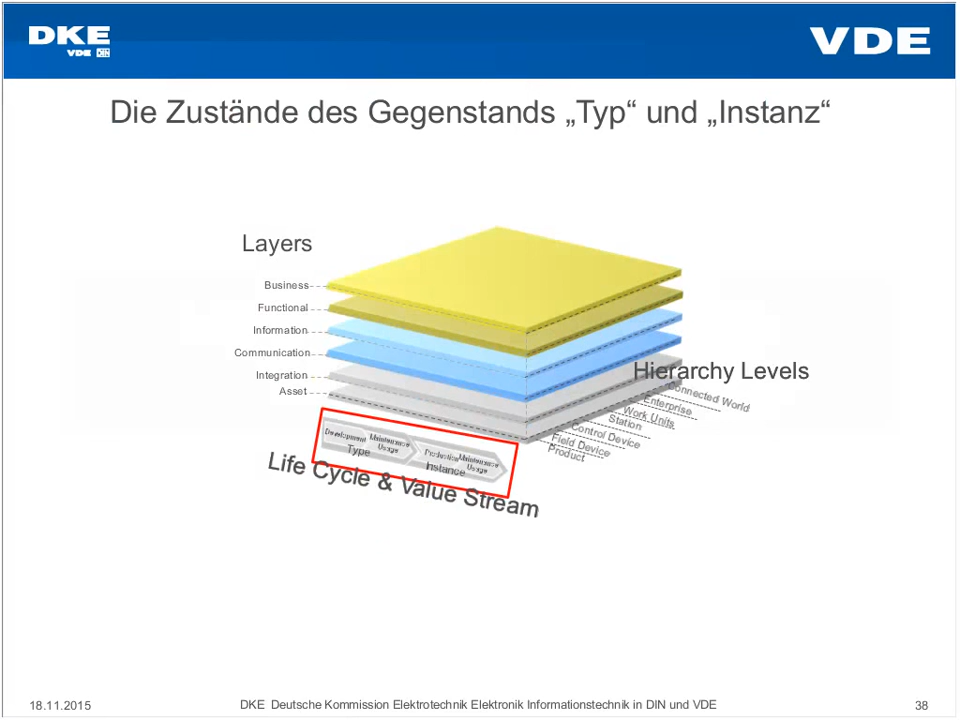 DKE
VDE DIN
VDE
Die Zustände des Gegenstands „Typ“ und „Instanz“
Layers
Business
Functional
Information
Communication
Integration
Asset
Hierarchy Levels
Connected World
Enterprise
Work Units
Station
Control Device
Field Device
Product
Development
Maintenance
Usage
Type
Production
Maintenance
Usage
Instance
Life Cycle & Value Stream
18.11.2015
DKE Deutsche Kommission Elektrotechnik Elektronik Informationstechnik in DIN und VDE
38